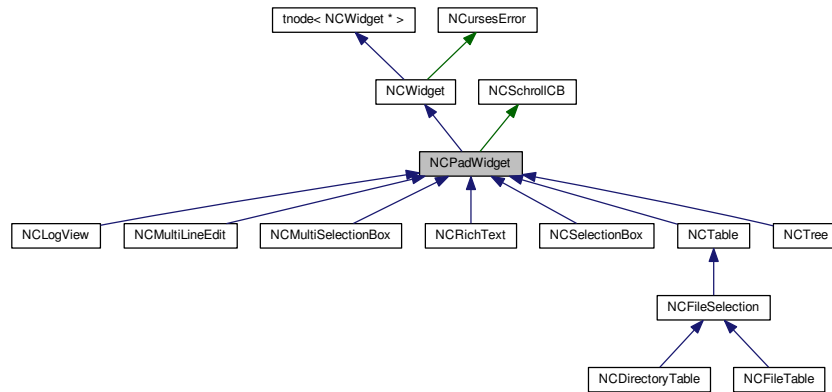 tnode< NCWidget * >
NCursesError
NCWidget
NCSchrollCB
NCPadWidget
NCLogView
NCMultiLineEdit
NCMultiSelectionBox
NCRichText
NCSelectionBox
NCTable
NCTree
NCFileSelection
NCDirectoryTable
NCFileTable